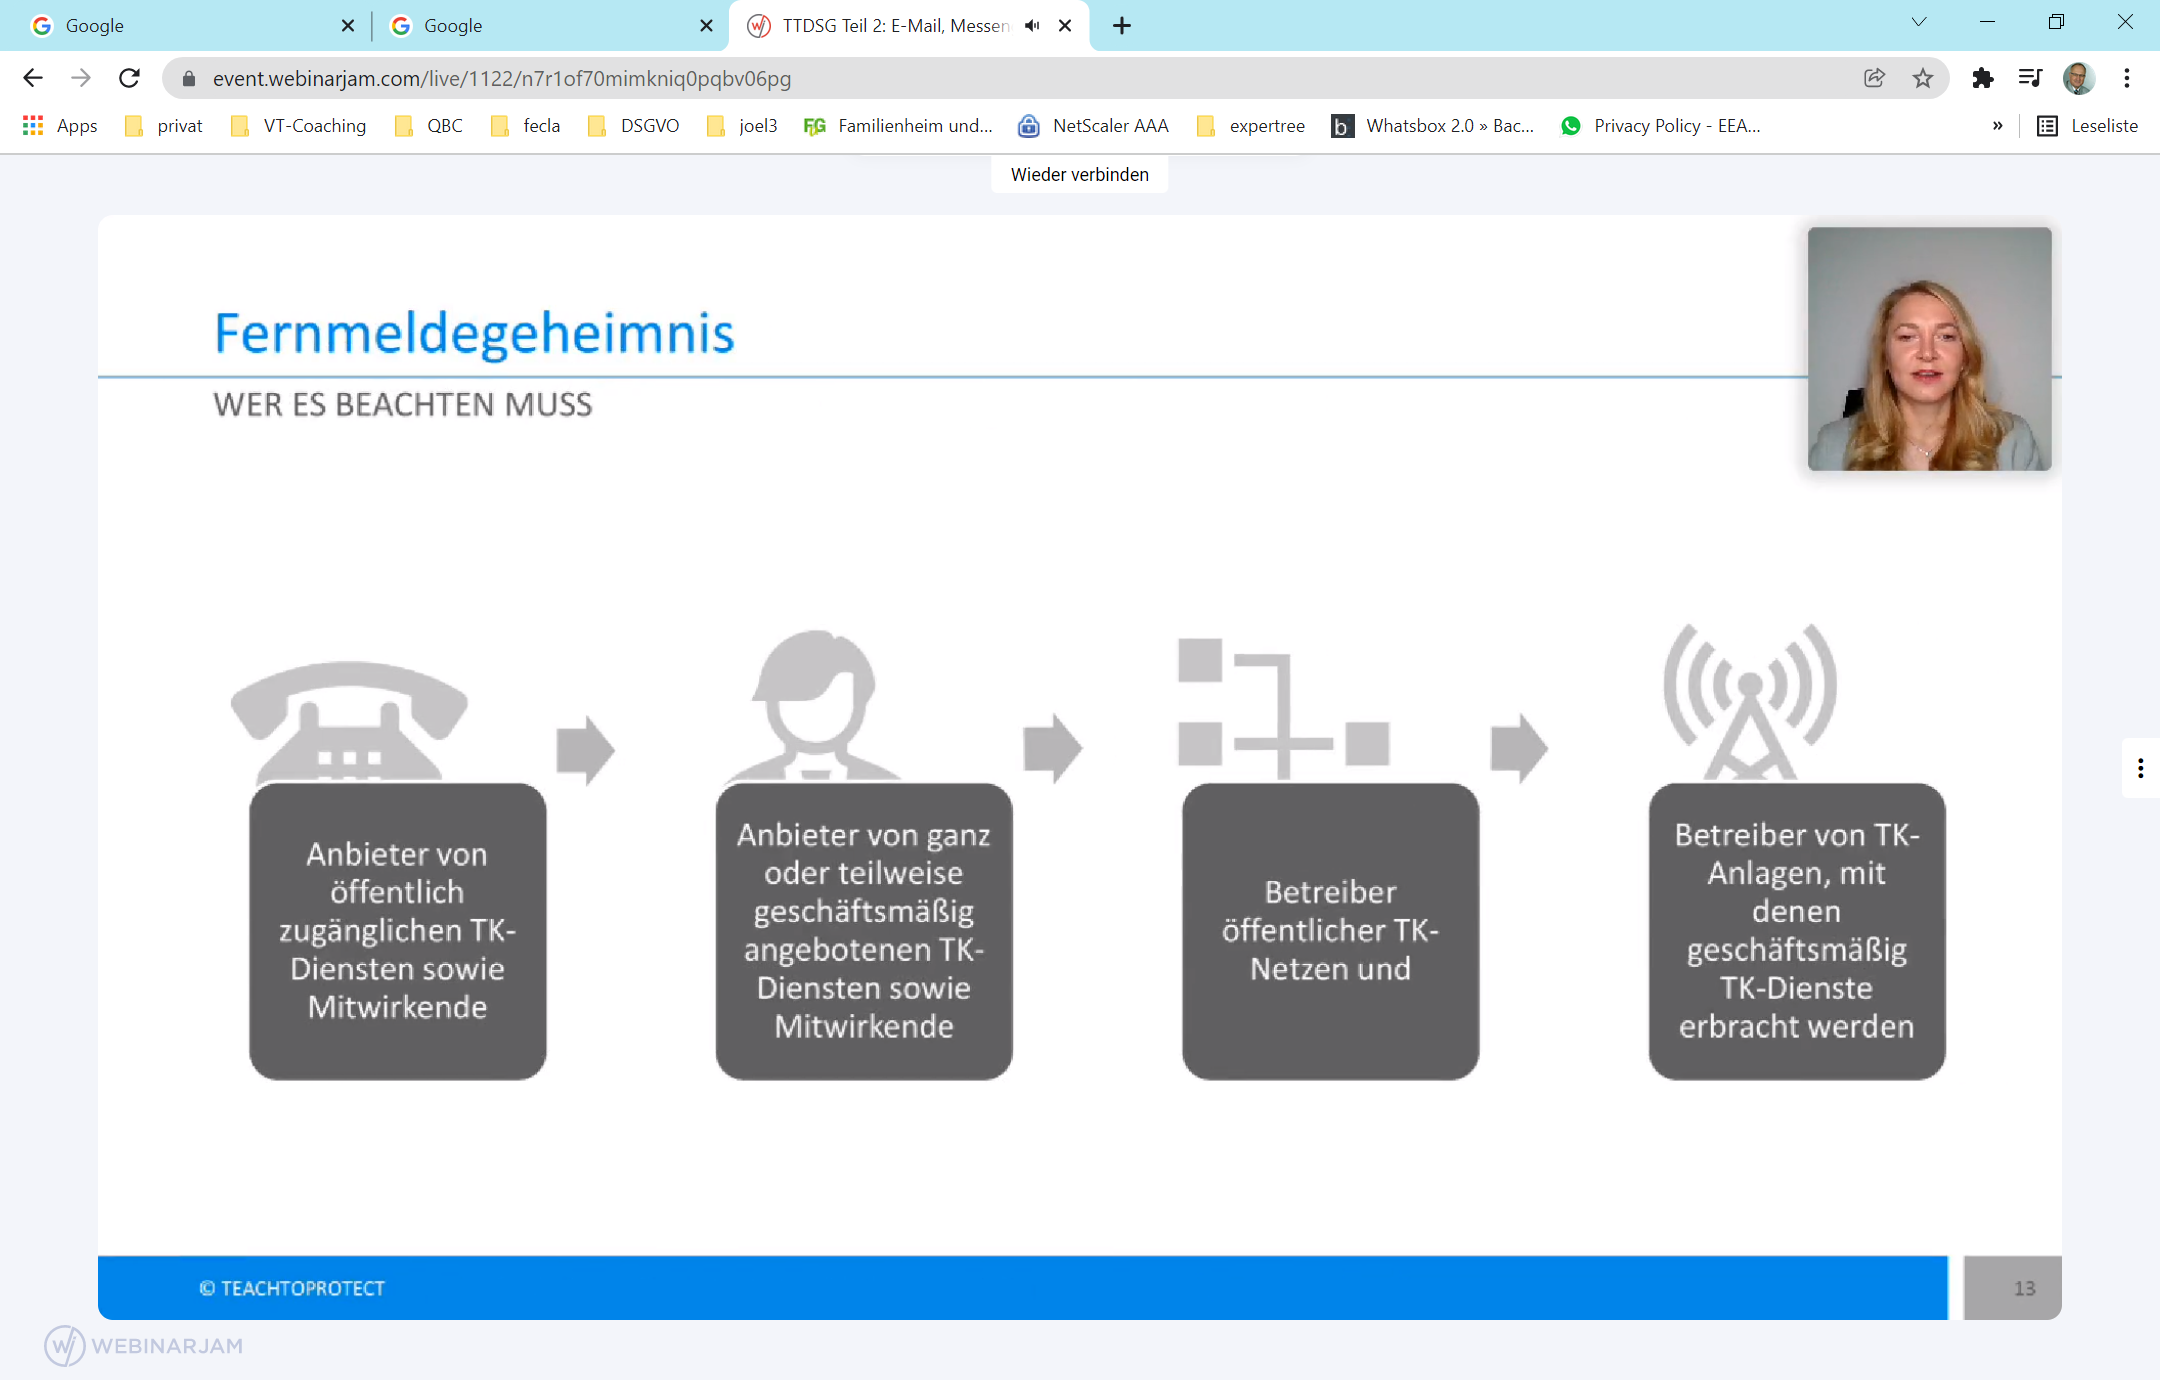 Google
Google
TTDSG Teil 2: E-Mail, Messen
event.webinarjam.com/live/1122/n7r1of70mimkniq0pqbv06pg
Apps privat VT-Coaching QBC fecla DSGVO joel3 Familienheim und... NetScaler AAA expertree Whatsbox 2.0 » Bac... Privacy Policy - EEA... » Leseliste
Wieder verbinden
Fernmeldegeheimnis
WER ES BEACHTEN MUSS
Anbieter von
öffentlich
zugänglichen TK-
Diensten sowie
Mitwirkende
Anbieter von ganz
oder teilweise
geschäftsmäßig
angebotenen TK-
Diensten sowie
Mitwirkende
Betreiber
öffentlicher TK-
Netzen und
Betreiber von TK-
Anlagen, mit
denen
geschäftsmäßig
TK-Dienste
erbracht werden
© TEACHTOPROTECT
13
WEBINARJAM